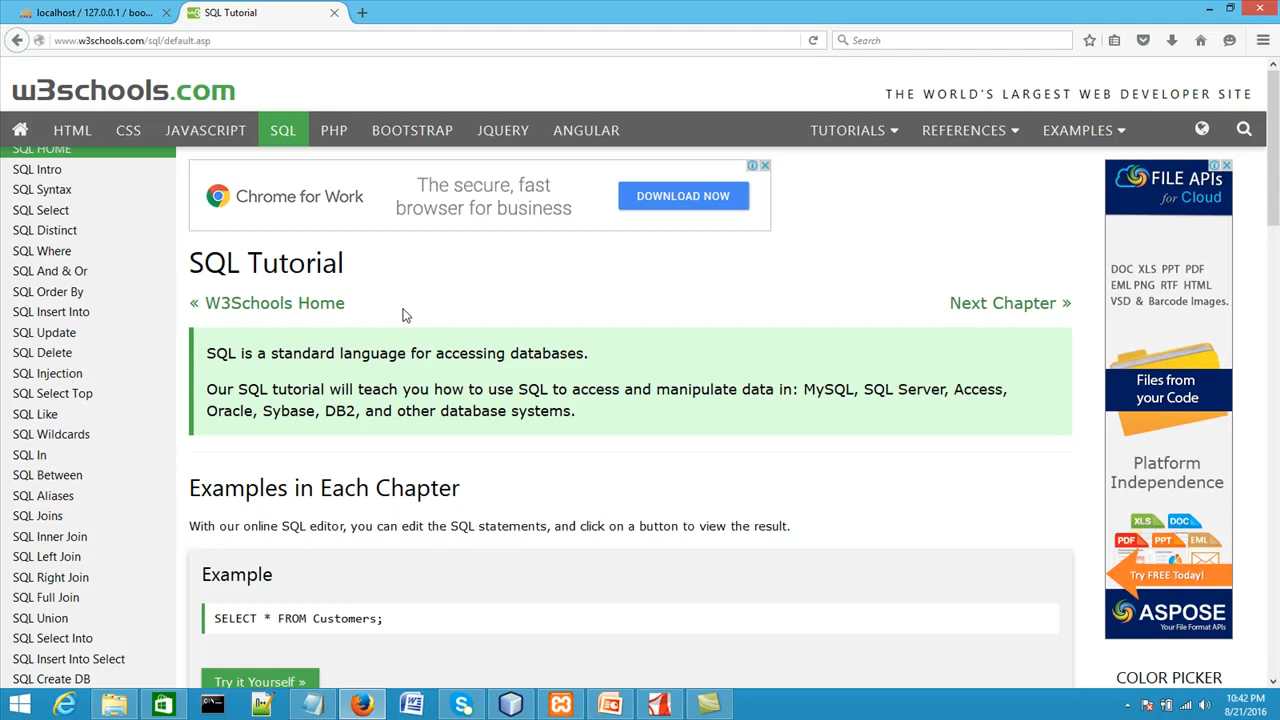 localhost / 127.0.0.1 / boo...
SQL Tutorial
www.w3schools.com/sql/default.asp
Search
w3schools.com
THE WORLD'S LARGEST WEB DEVELOPER SITE
HTML CSS JAVASCRIPT SQL PHP BOOTSTRAP JQUERY ANGULAR TUTORIALS REFERENCES EXAMPLES
SQL HOME
SQL Intro
SQL Syntax
SQL Select
SQL Distinct
SQL Where
SQL And & Or
SQL Order By
SQL Insert Into
SQL Update
SQL Delete
SQL Injection
SQL Select Top
SQL Like
SQL Wildcards
SQL In
SQL Between
SQL Aliases
SQL Joins
SQL Inner Join
SQL Left Join
SQL Right Join
SQL Full Join
SQL Union
SQL Select Into
SQL Insert Into Select
SQL Create DB
Chrome for Work
The secure, fast
browser for business
DOWNLOAD NOW
SQL Tutorial
« W3Schools Home
Next Chapter »
SQL is a standard language for accessing databases.
Our SQL tutorial will teach you how to use SQL to access and manipulate data in: MySQL, SQL Server, Access,
Oracle, Sybase, DB2, and other database systems.
Examples in Each Chapter
With our online SQL editor, you can edit the SQL statements, and click on a button to view the result.
Example
SELECT * FROM Customers;
Try it Yourself »
FILE APIs
for Cloud
DOC XLS PPT PDF
EML PNG RTF HTML
VSD & Barcode Images.
Files from
your Code
Platform
Independence
XLS DOC
PDF PPT EML
Try FREE Today!
ASPOSE
Your File Format APIs
COLOR PICKER
10:42 PM
8/21/2016